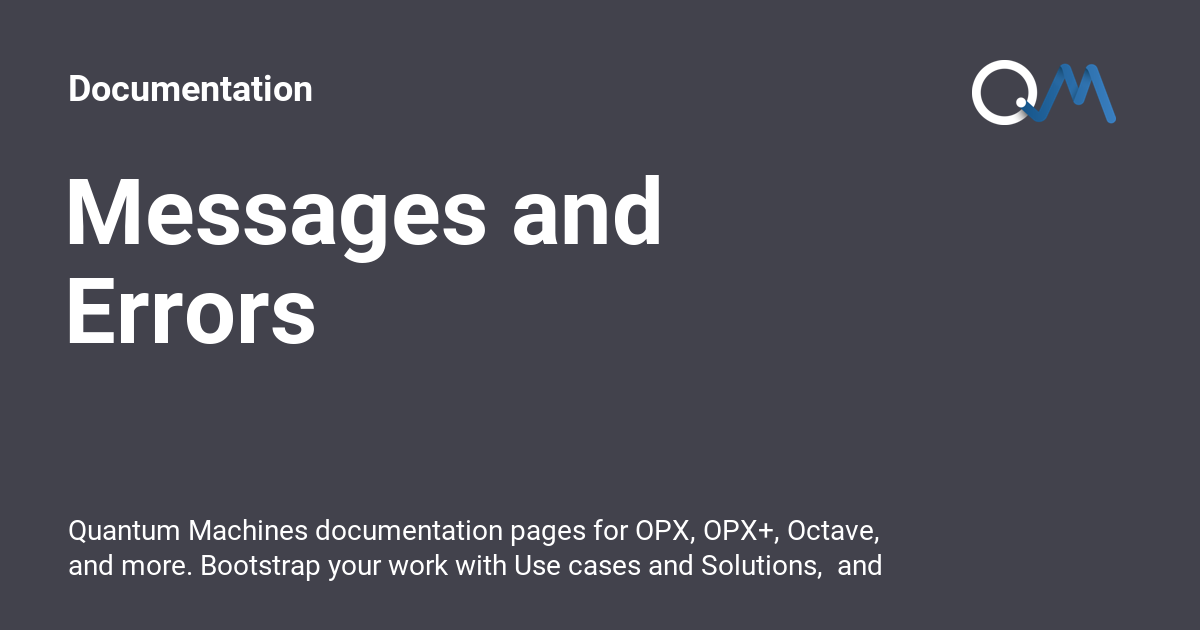 Documentation
QM
Messages and
Errors
Quantum Machines documentation pages for OPX, OPX+, Octave,
and more. Bootstrap your work with Use cases and Solutions,  and